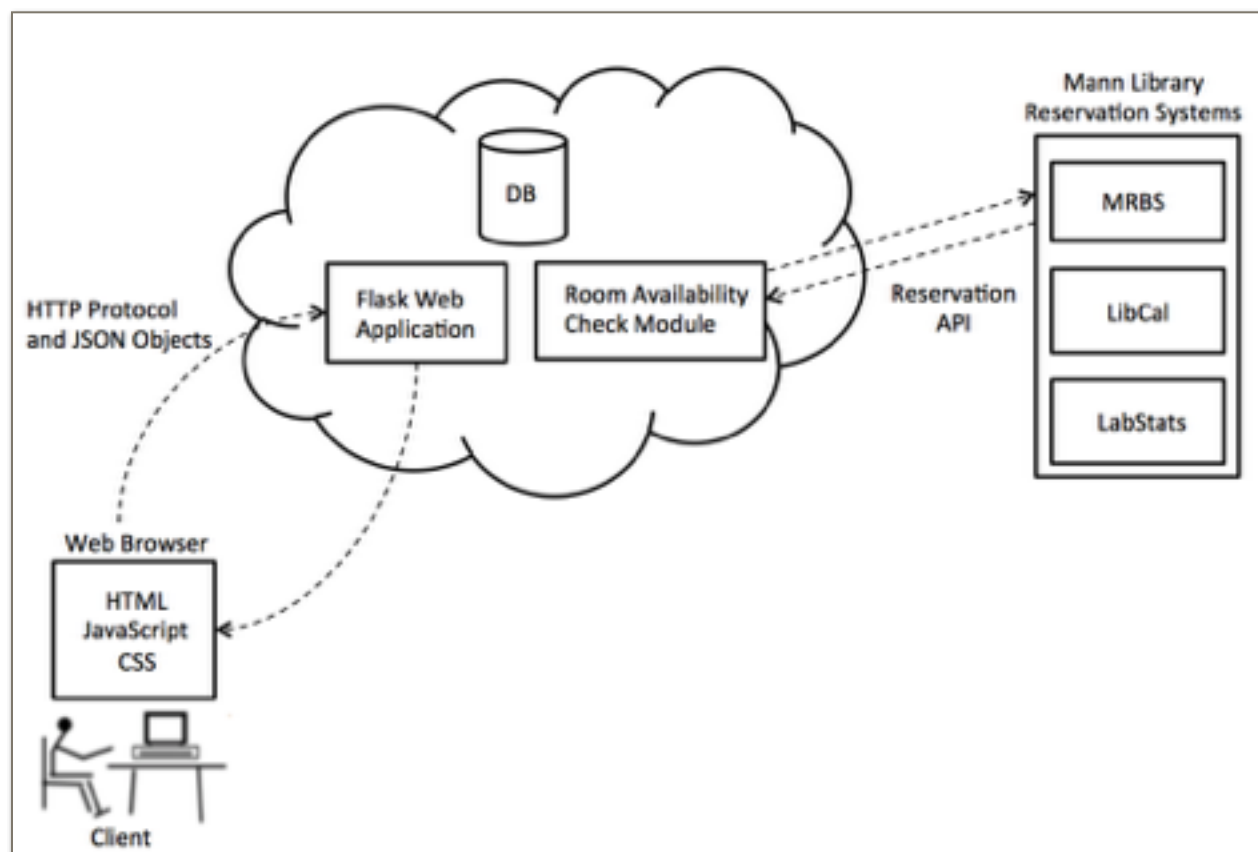 Mann Library
Reservation Systems
DB
MRBS
Flask Web
Application
Room Availability
Check Module
HTTP Protocol
and JSON Objects
Reservation
API
LibCal
LabStats
Web Browser
HTML
JavaScript
CSS
Client